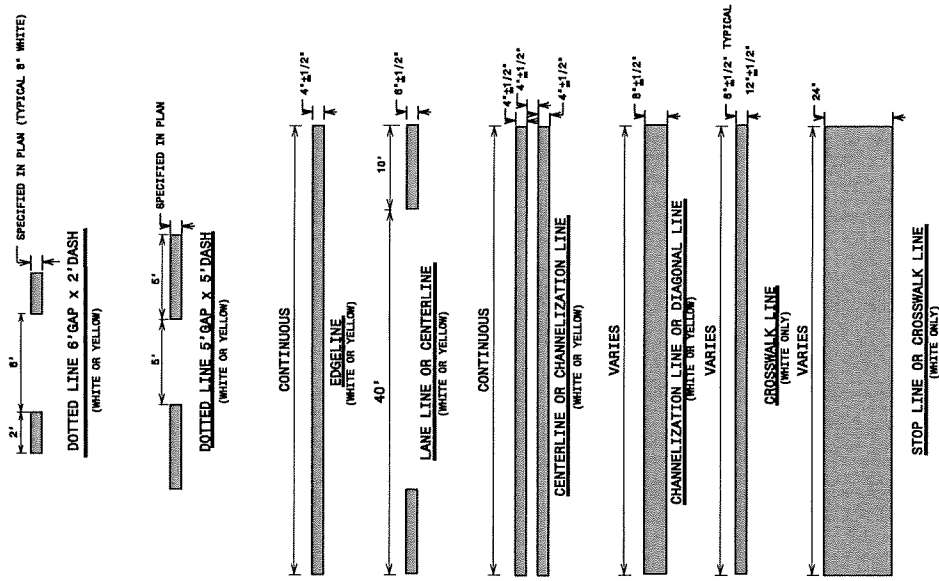 SPECIFIED IN PLAN (TYPICAL 8" WHITE)
2'
6'
DOTTED LINE 6'GAP x 2'DASH
(WHITE OR YELLOW)
SPECIFIED IN PLAN
5'
5'
DOTTED LINE 5'GAP x 5'DASH
(WHITE OR YELLOW)
4"±1/2"
CONTINUOUS
EDGELINE
(WHITE OR YELLOW)
6"±1/2"
10'
40'
LANE LINE OR CENTERLINE
(WHITE OR YELLOW)
4"±1/2"
4"±1/2"
4"±1/2"
CONTINUOUS
CENTERLINE OR CHANNELIZATION LINE
(WHITE OR YELLOW)
8"±1/2"
VARIES
CHANNELIZATION LINE OR DIAGONAL LINE
(WHITE OR YELLOW)
6"±1/2" TYPICAL
12"±1/2"
VARIES
CROSSWALK LINE
(WHITE ONLY)
24"
VARIES
STOP LINE OR CROSSWALK LINE
(WHITE ONLY)